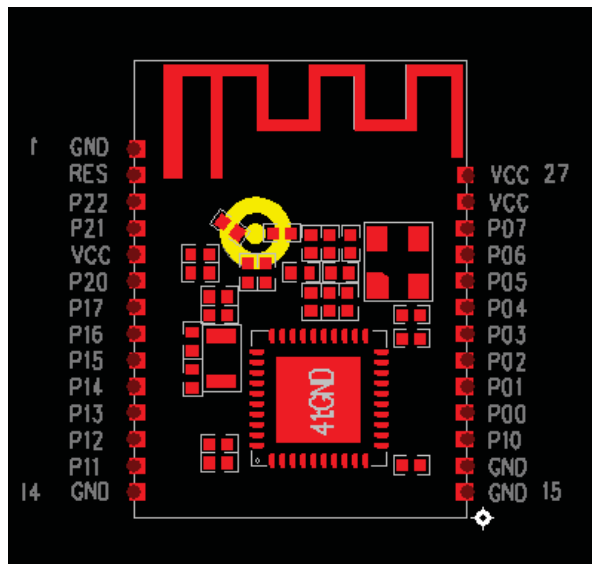 1 GND
RES
P22
P21
VCC
P20
P17
P16
P15
P14
P13
P12
P11
14 GND
VCC 27
VCC
P07
P06
P05
P04
P03
P02
P01
P00
P10
GND
GND 15
41GND